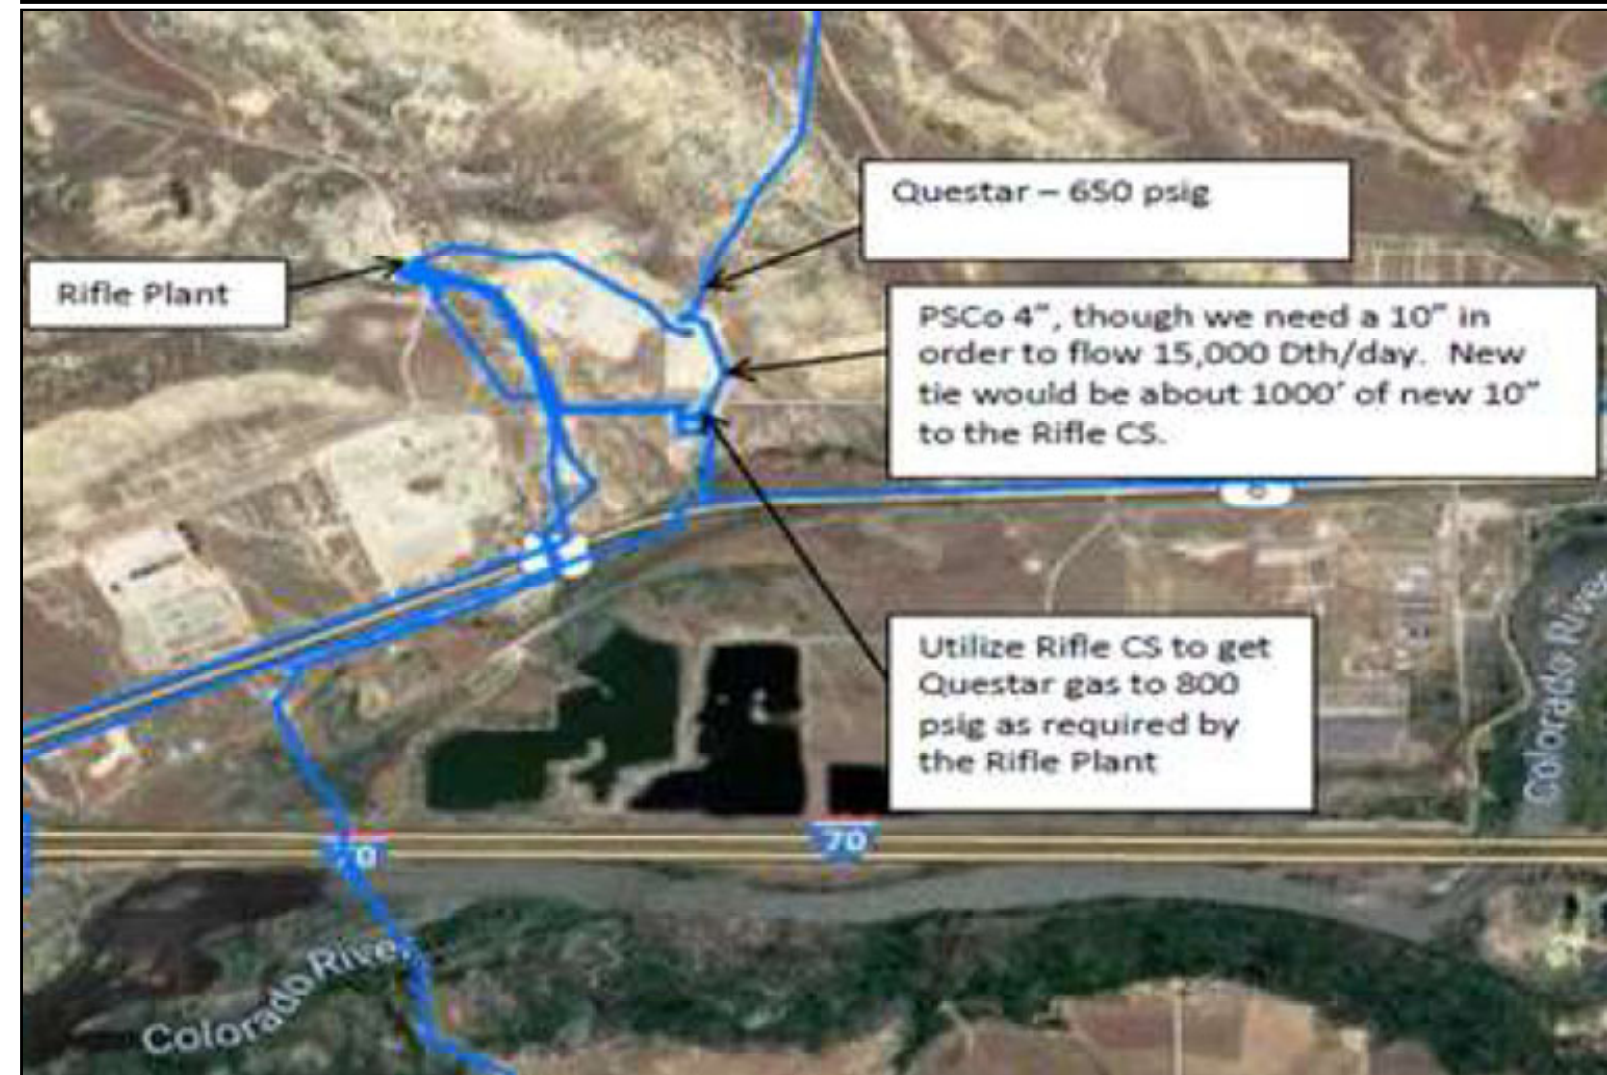 Questar – 650 psig
Rifle Plant
PSCo 4”, though we need a 10” in
order to flow 15,000 Dth/day.  New
tie would be about 1000’ of new 10”
to the Rifle CS.
6
Utilize Rifle CS to get
Questar gas to 800
psig as required by
the Rifle Plant
Colorado River
70
Colorado River